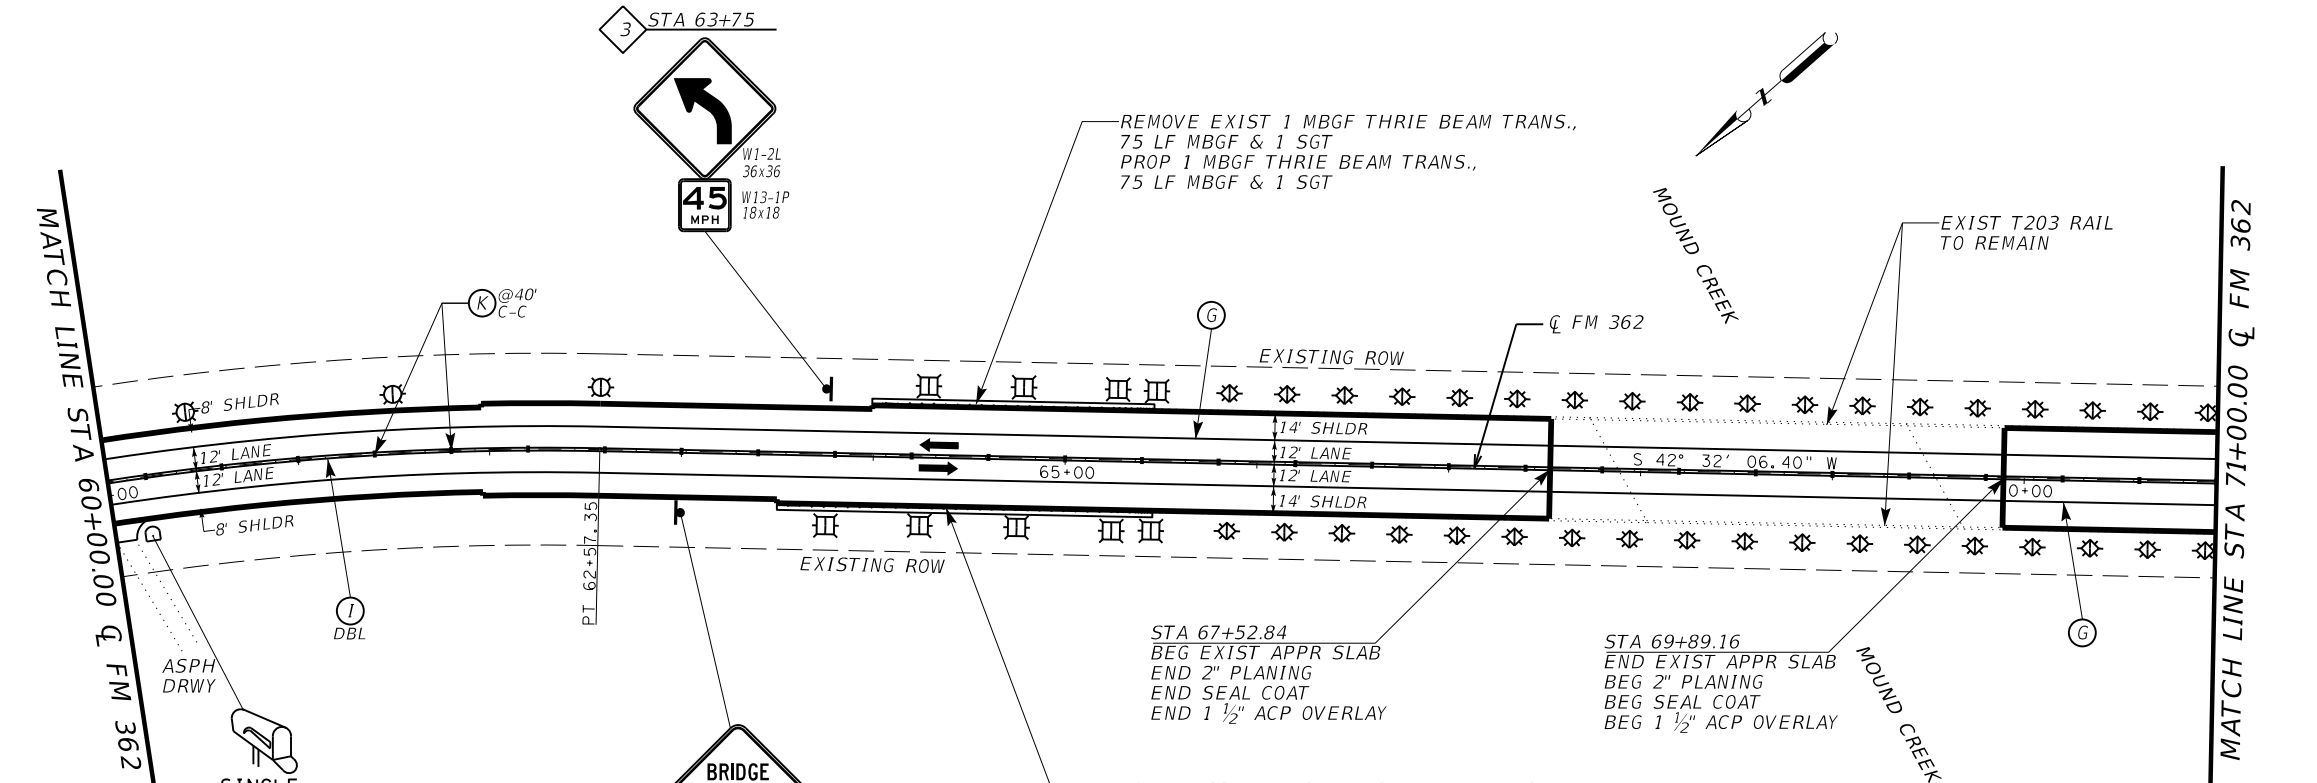 3 STA 63+75
W1-2L
36x36
45
MPH
W13-1P
18x18
REMOVE EXIST 1 MBGF THRIE BEAM TRANS.,
75 LF MBGF & 1 SGT
PROP 1 MBGF THRIE BEAM TRANS.,
75 LF MBGF & 1 SGT
MOUND CREEK
EXIST T203 RAIL
TO REMAIN
MATCH LINE STA 60+00.00 ℄ FM 362
MATCH LINE STA 71+00.00 ℄ FM 362
K @40'
C-C
G
℄ FM 362
EXISTING ROW
8' SHLDR
12' LANE
12' LANE
8' SHLDR
00
14' SHLDR
12' LANE
12' LANE
14' SHLDR
65+00
S 42° 32' 06.40" W
0+00
PT 62+57.35
EXISTING ROW
I
DBL
ASPH
DRWY
STA 67+52.84
BEG EXIST APPR SLAB
END 2" PLANING
END SEAL COAT
END 1 ½" ACP OVERLAY
STA 69+89.16
END EXIST APPR SLAB
BEG 2" PLANING
BEG SEAL COAT
BEG 1 ½" ACP OVERLAY
G
MOUND CREEK
BRIDGE
SINGLE